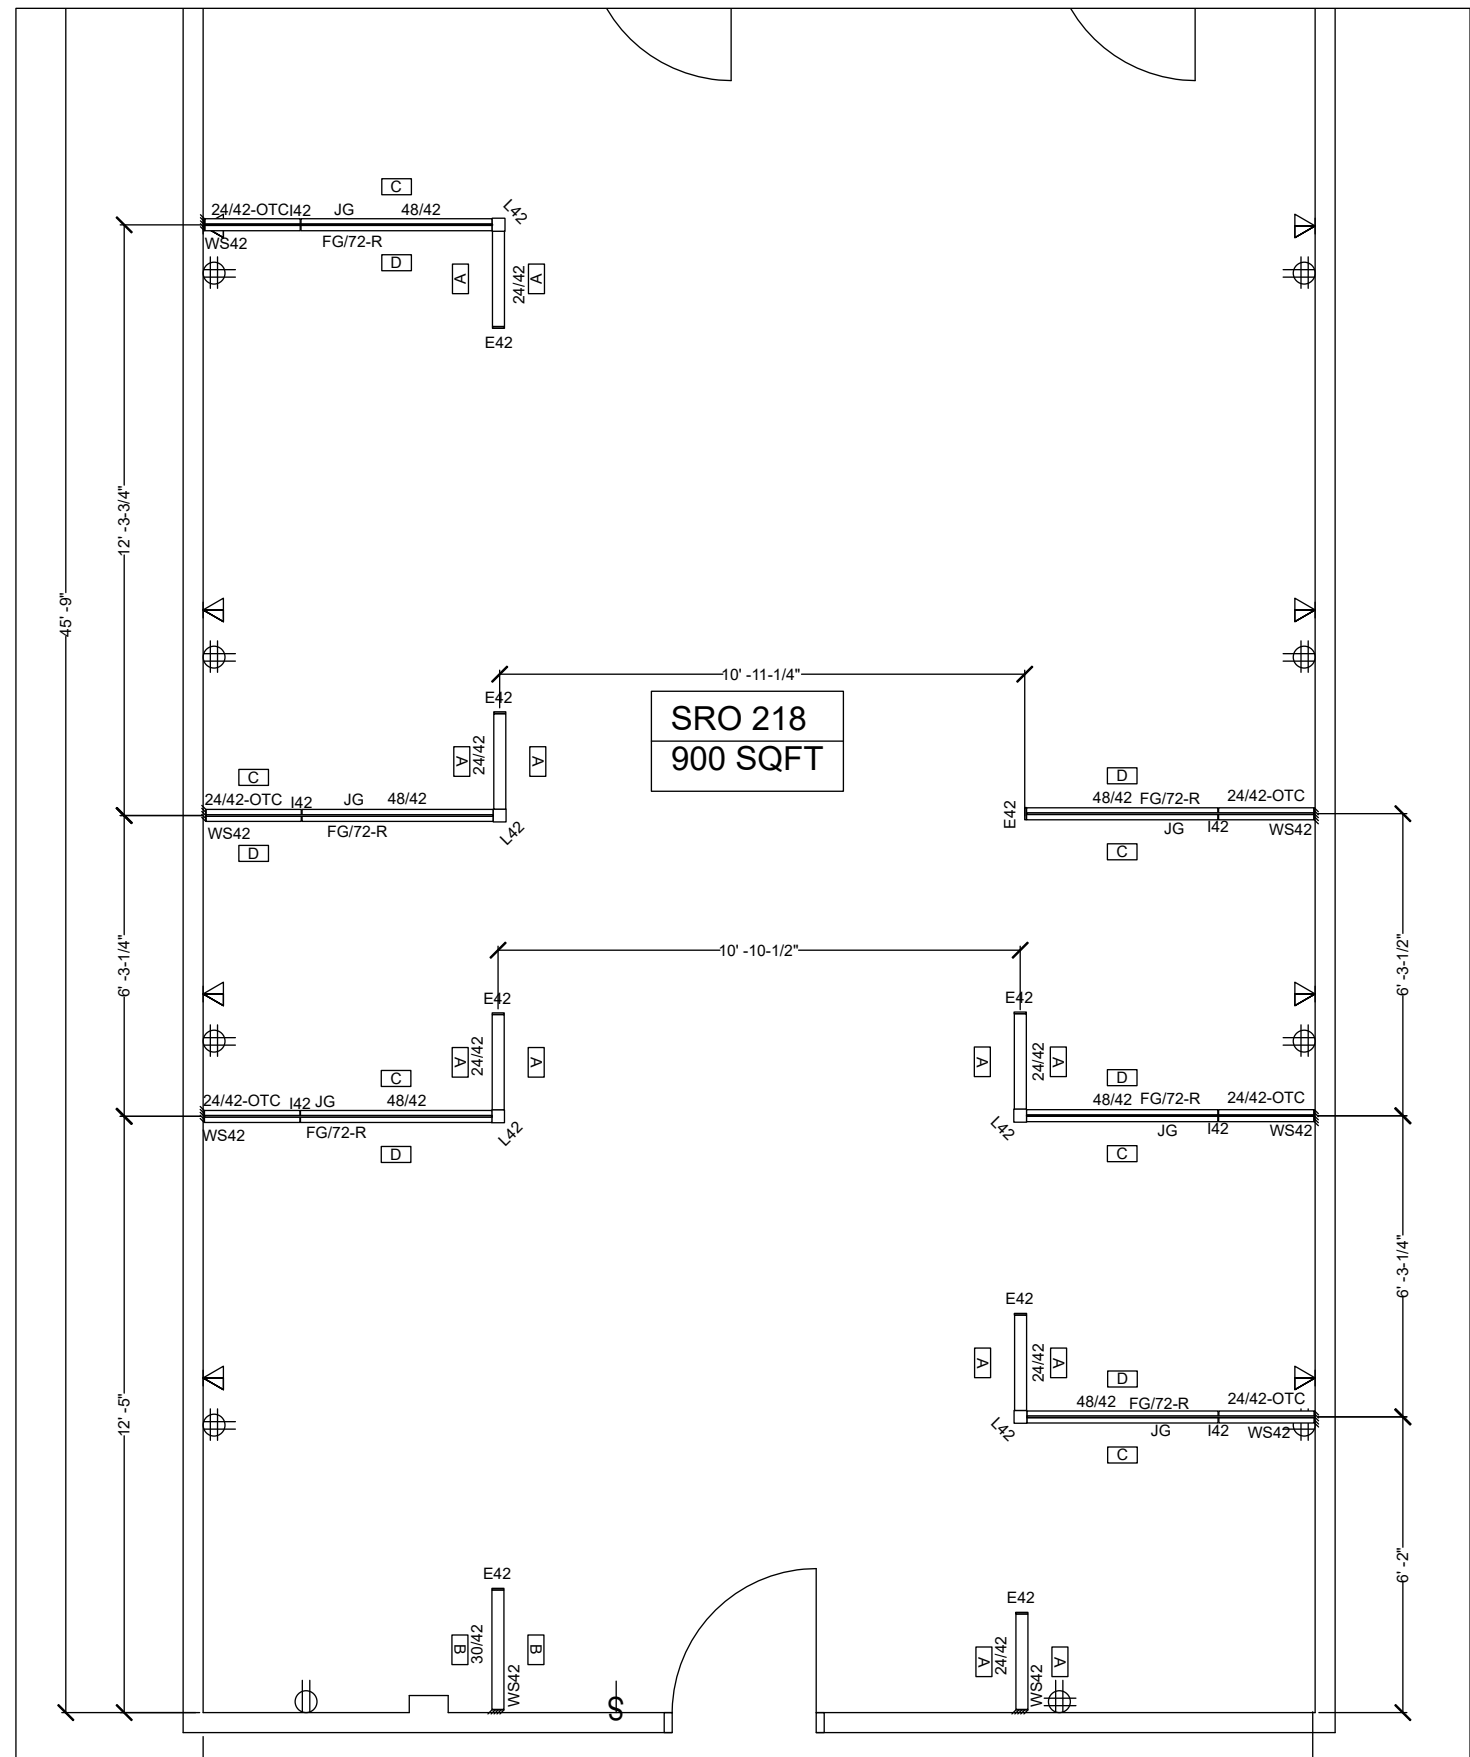 C
24/42-OTC
I42
JG
48/42
L42
WS42
FG/72-R
D
A
24/42
A
E42
12' -3-3/4"
45' -9"
10' -11-1/4"
SRO 218
900 SQFT
E42
A
24/42
A
C
24/42-OTC
I42
JG
48/42
WS42
FG/72-R
L42
D
D
48/42
FG/72-R
24/42-OTC
E42
JG
I42
WS42
C
6' -3-1/4"
10' -10-1/2"
6' -3-1/2"
E42
A
24/42
A
C
24/42-OTC
I42
JG
48/42
WS42
FG/72-R
L42
D
E42
A
24/42
A
D
48/42
FG/72-R
24/42-OTC
L42
JG
I42
WS42
C
6' -3-1/4"
E42
A
24/42
A
D
48/42
FG/72-R
24/42-OTC
L42
JG
I42
WS42
C
12' -5"
6' -2"
E42
B
30/42
B
WS42
S
E42
A
24/42
A
WS42